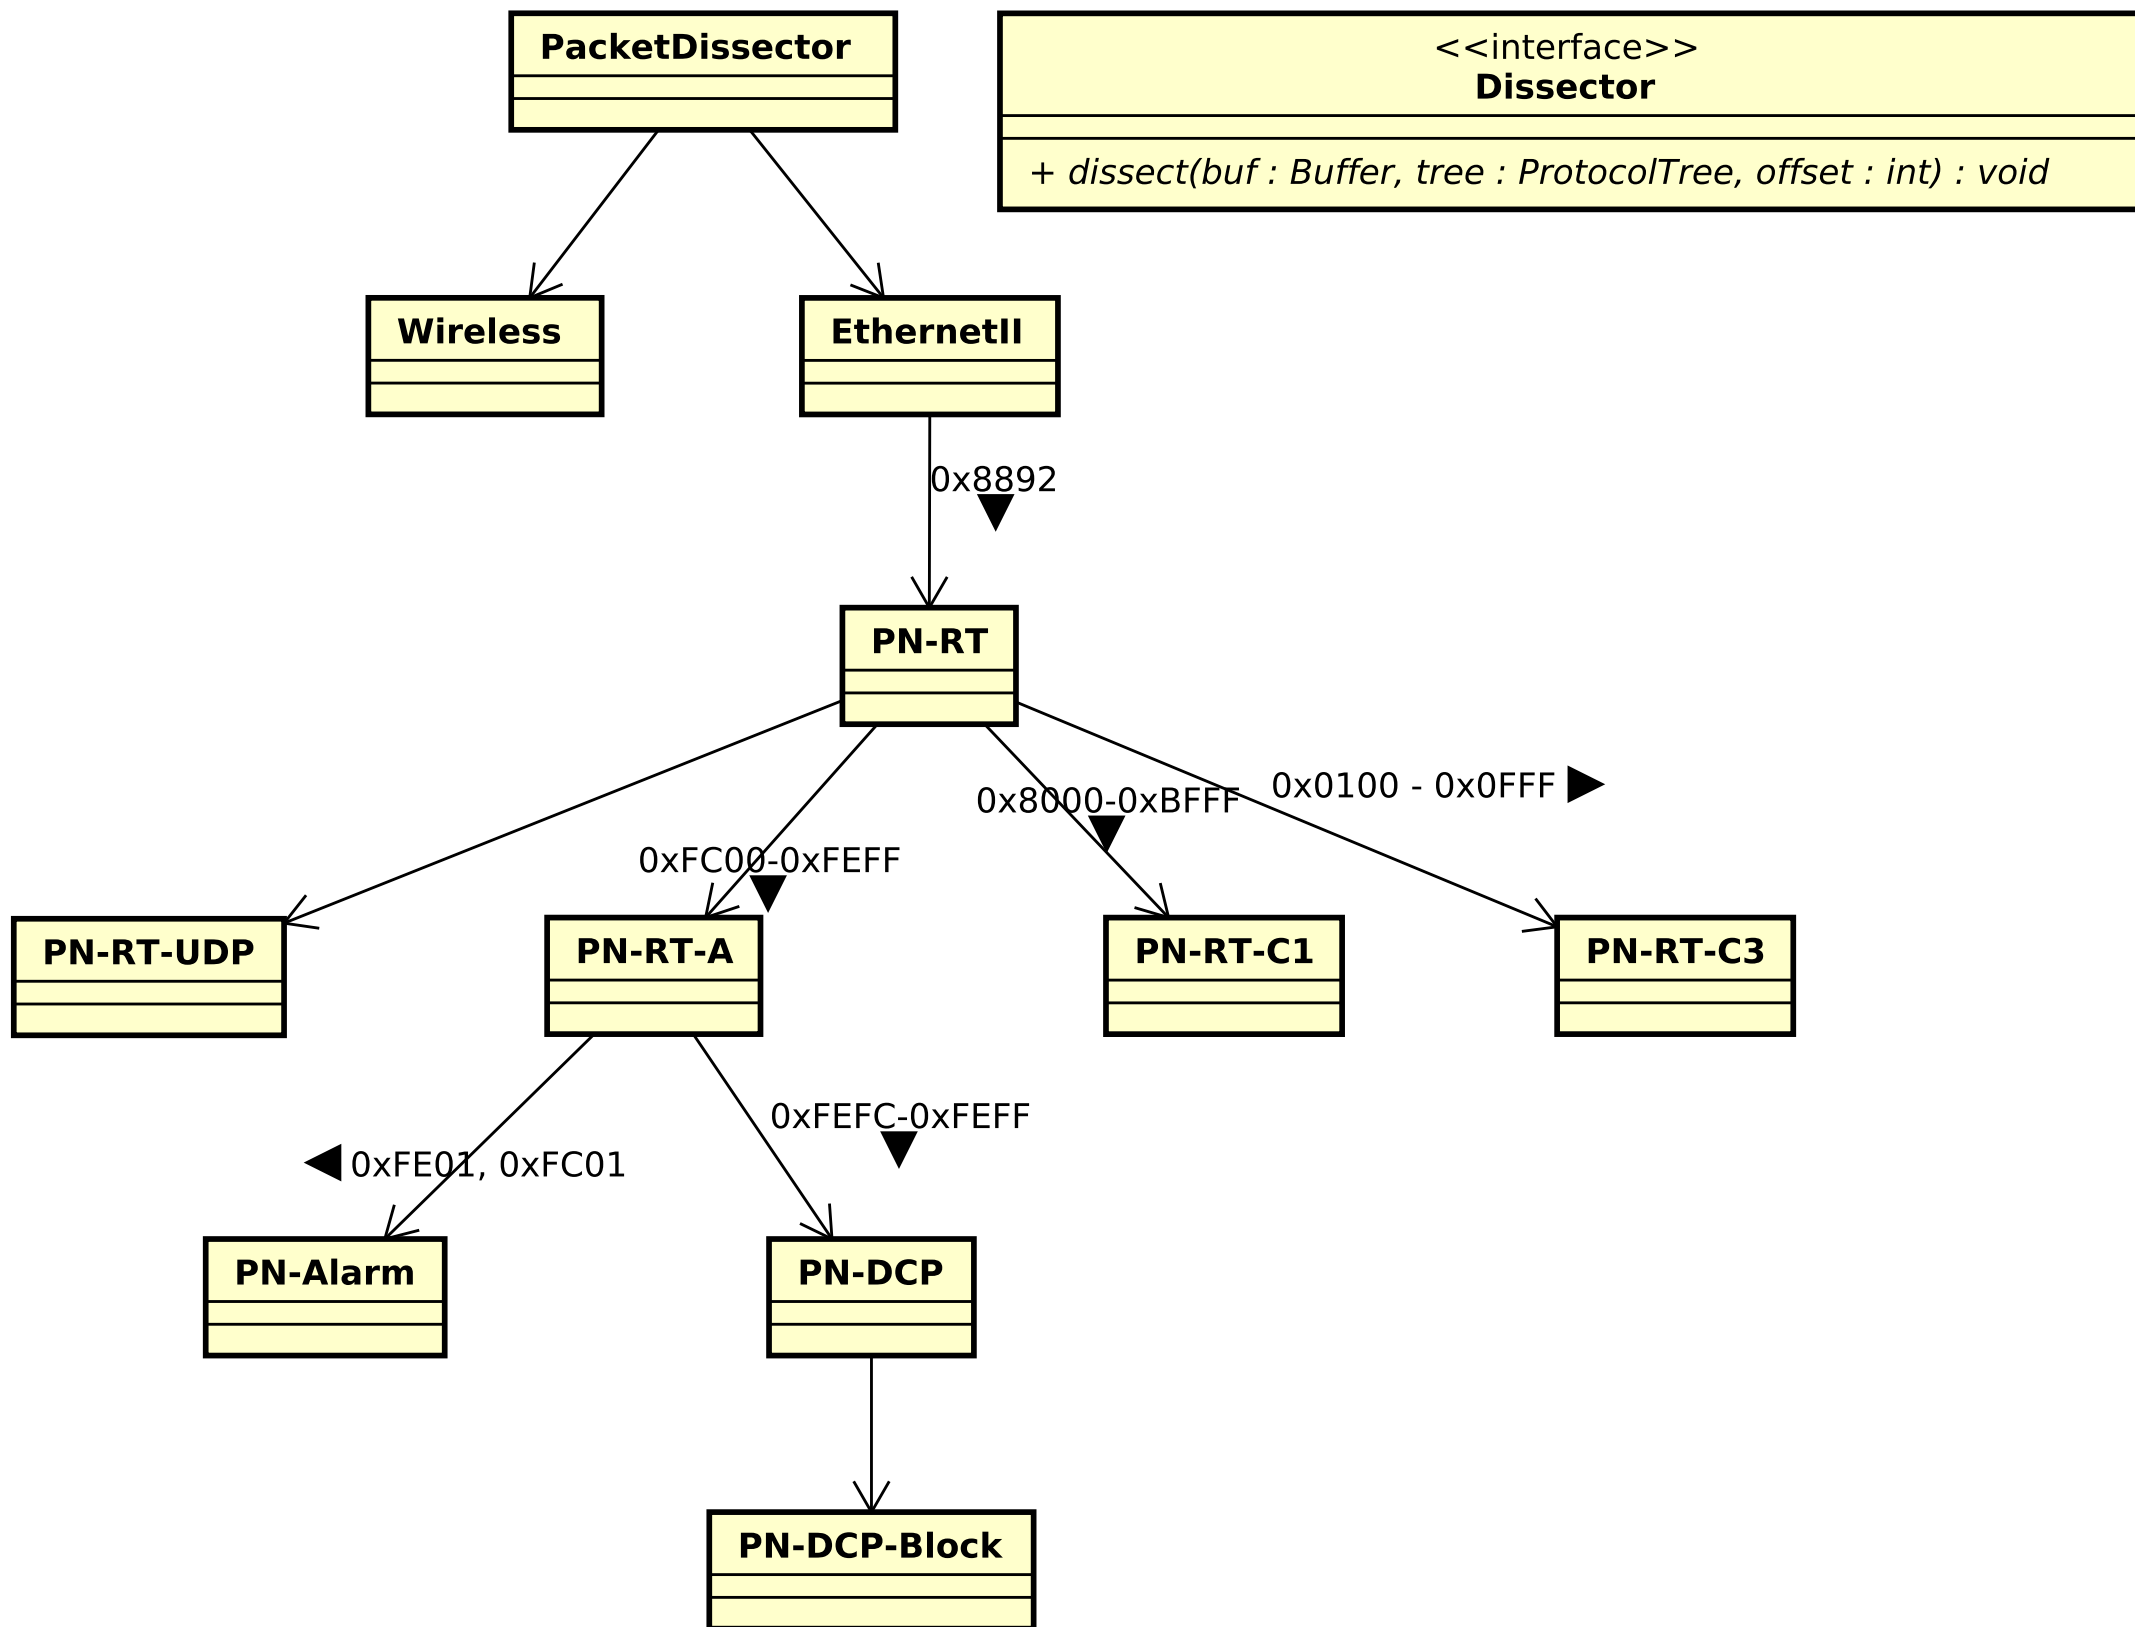 PacketDissector
<<interface>>
Dissector
+ dissect(buf : Buffer, tree : ProtocolTree, offset : int) : void
Wireless
EthernetII
0x8892
PN-RT
0x0100 - 0x0FFF
0x8000-0xBFFF
0xFC00-0xFEFF
PN-RT-UDP
PN-RT-A
PN-RT-C1
PN-RT-C3
0xFEFC-0xFEFF
0xFE01, 0xFC01
PN-Alarm
PN-DCP
PN-DCP-Block